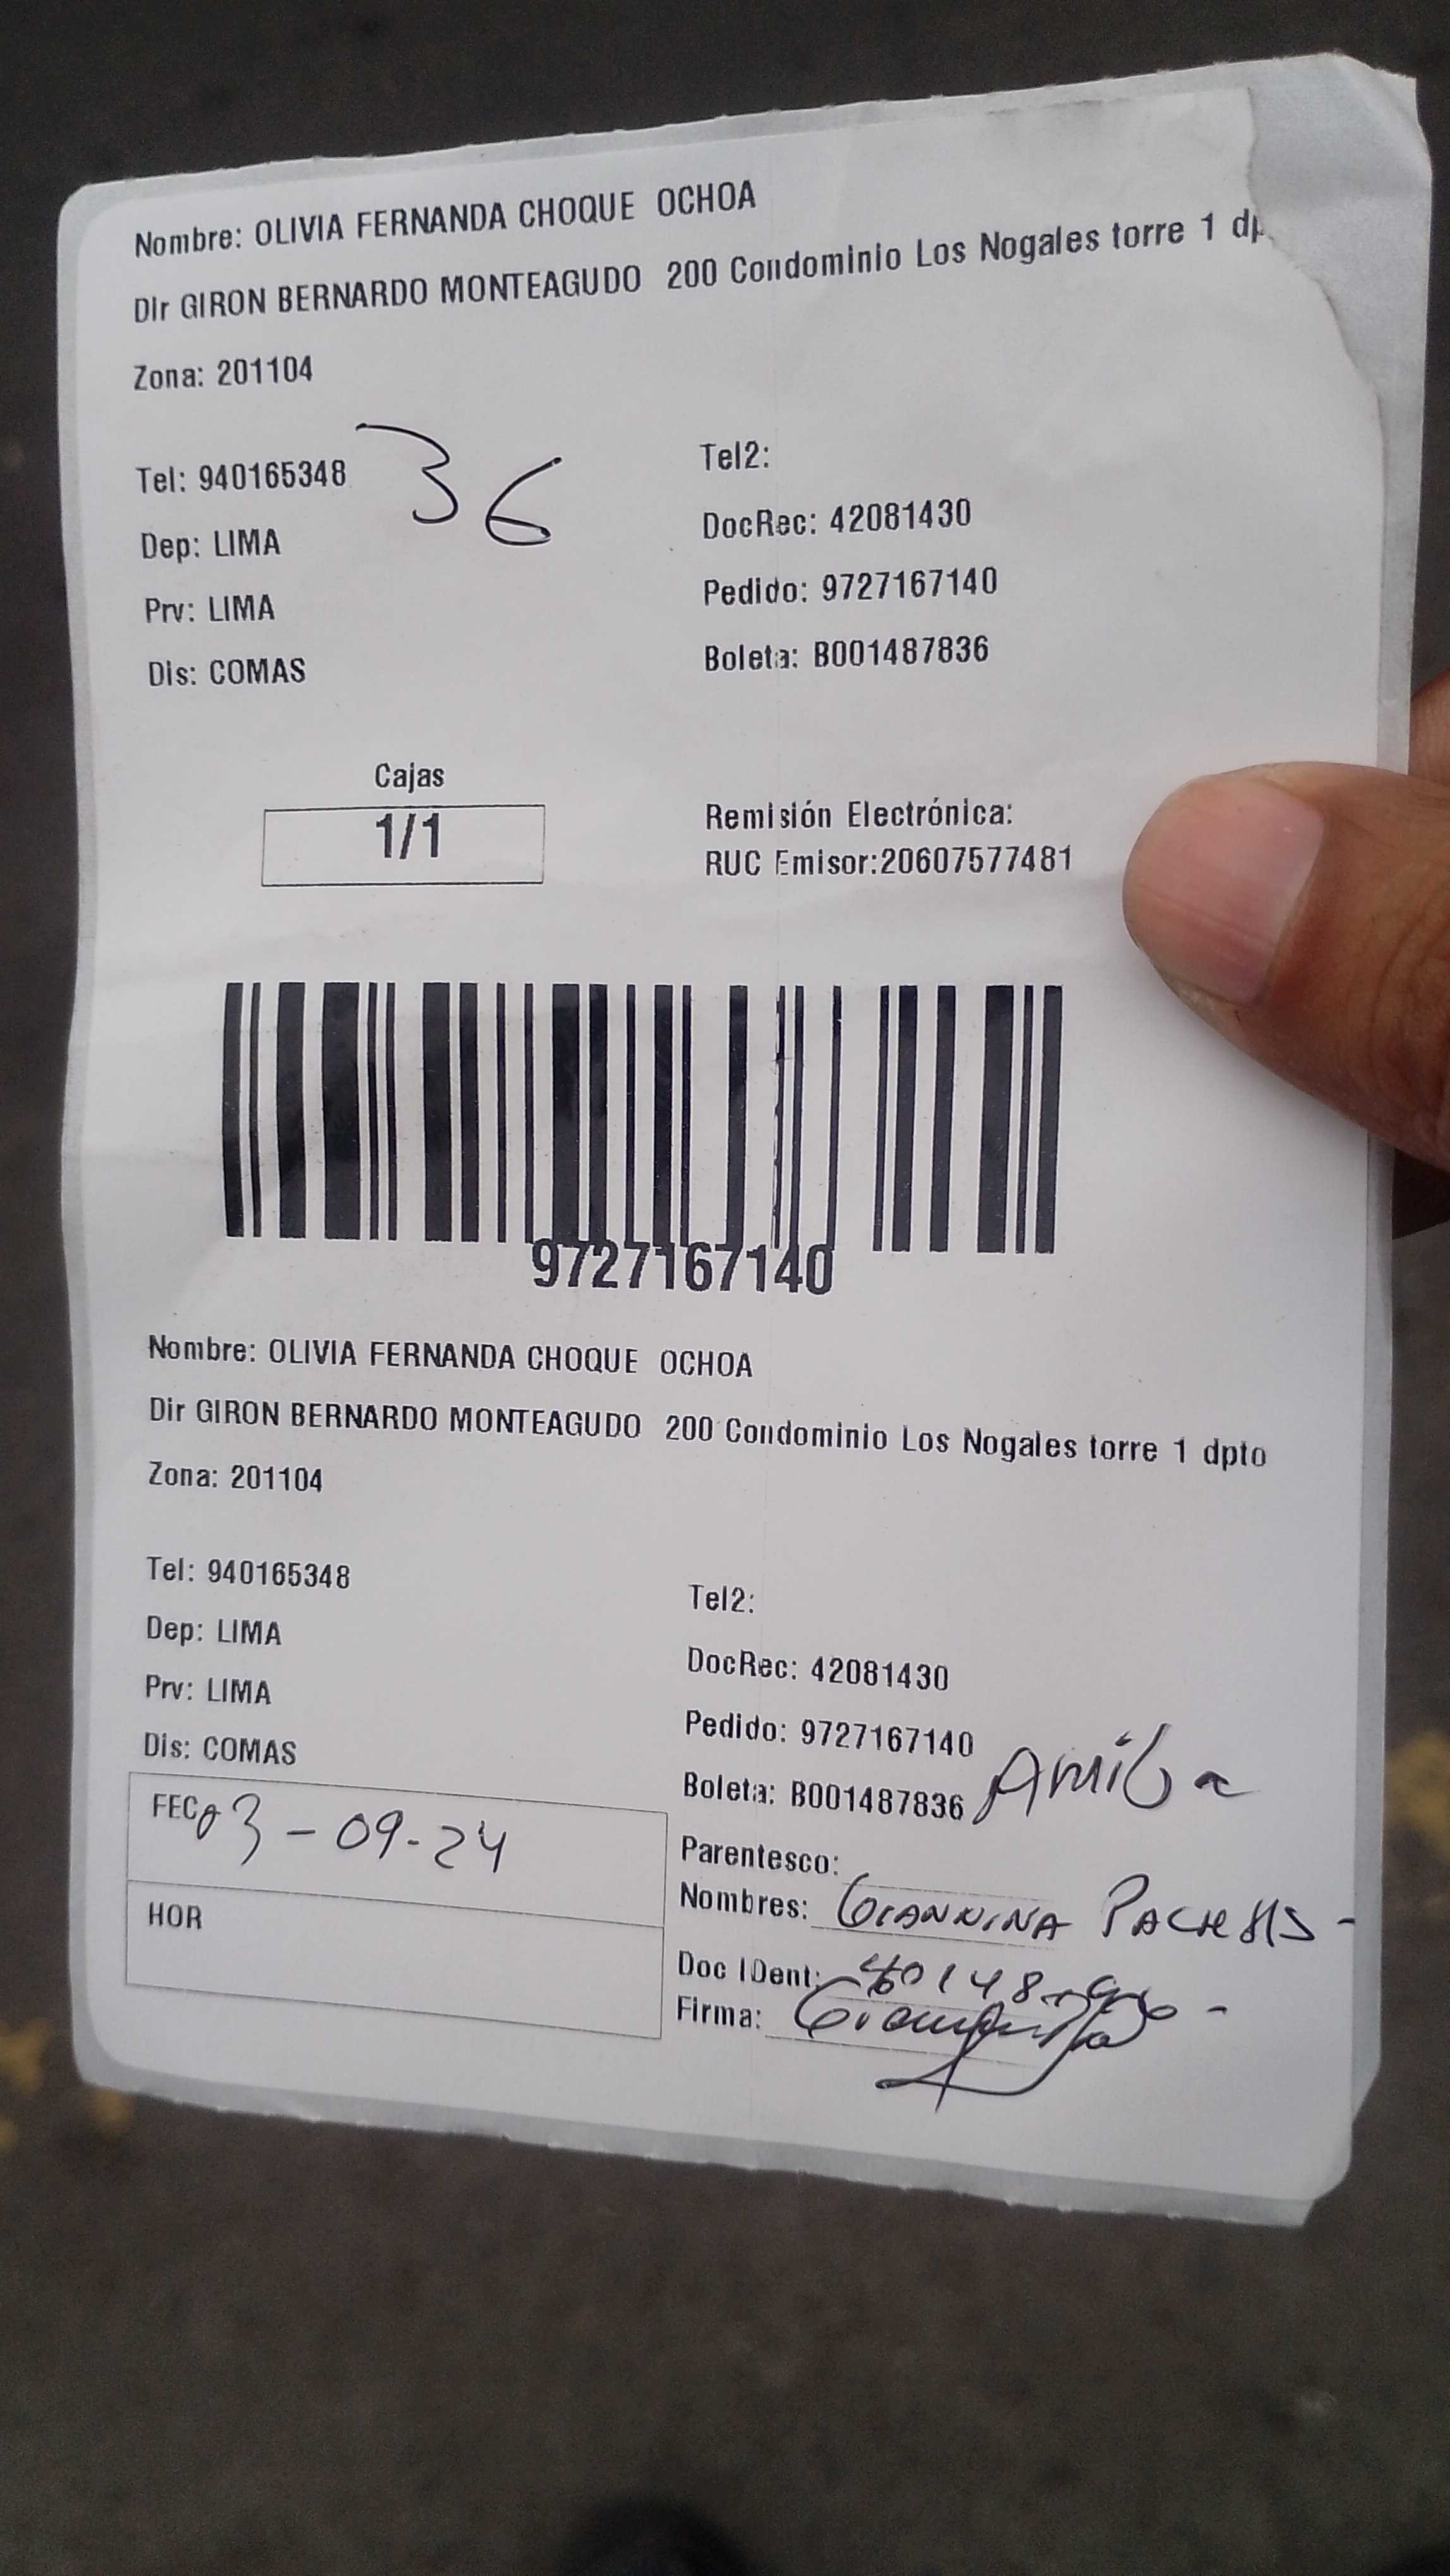 Nombre: OLIVIA FERNANDA CHOQUE OCHOA
DIr GIRON BERNARDO MONTEAGUDO 200 Condominio Los Nogales torre 1 dp
Zona: 201104
Tel: 940165348
36
Tel2:
Dep: LIMA
DocRec: 42081430
Prv: LIMA
Pedido: 9727167140
Dis: COMAS
Boleta: B001487836
Cajas
1/1
Remisión Electrónica:
RUC Emisor:20607577481
9727167140
Nombre: OLIVIA FERNANDA CHOQUE OCHOA
Dir GIRON BERNARDO MONTEAGUDO 200 Condominio Los Nogales torre 1 dpto
Zona: 201104
Tel: 940165348
Tel2:
Dep: LIMA
DocRec: 42081430
Prv: LIMA
Pedido: 9727167140
Dis: COMAS
Boleta: B001487836
FEC 03-09-24
Parentesco:
Nombres: GIANNINA
HOR
Doc IDent:
Firma: